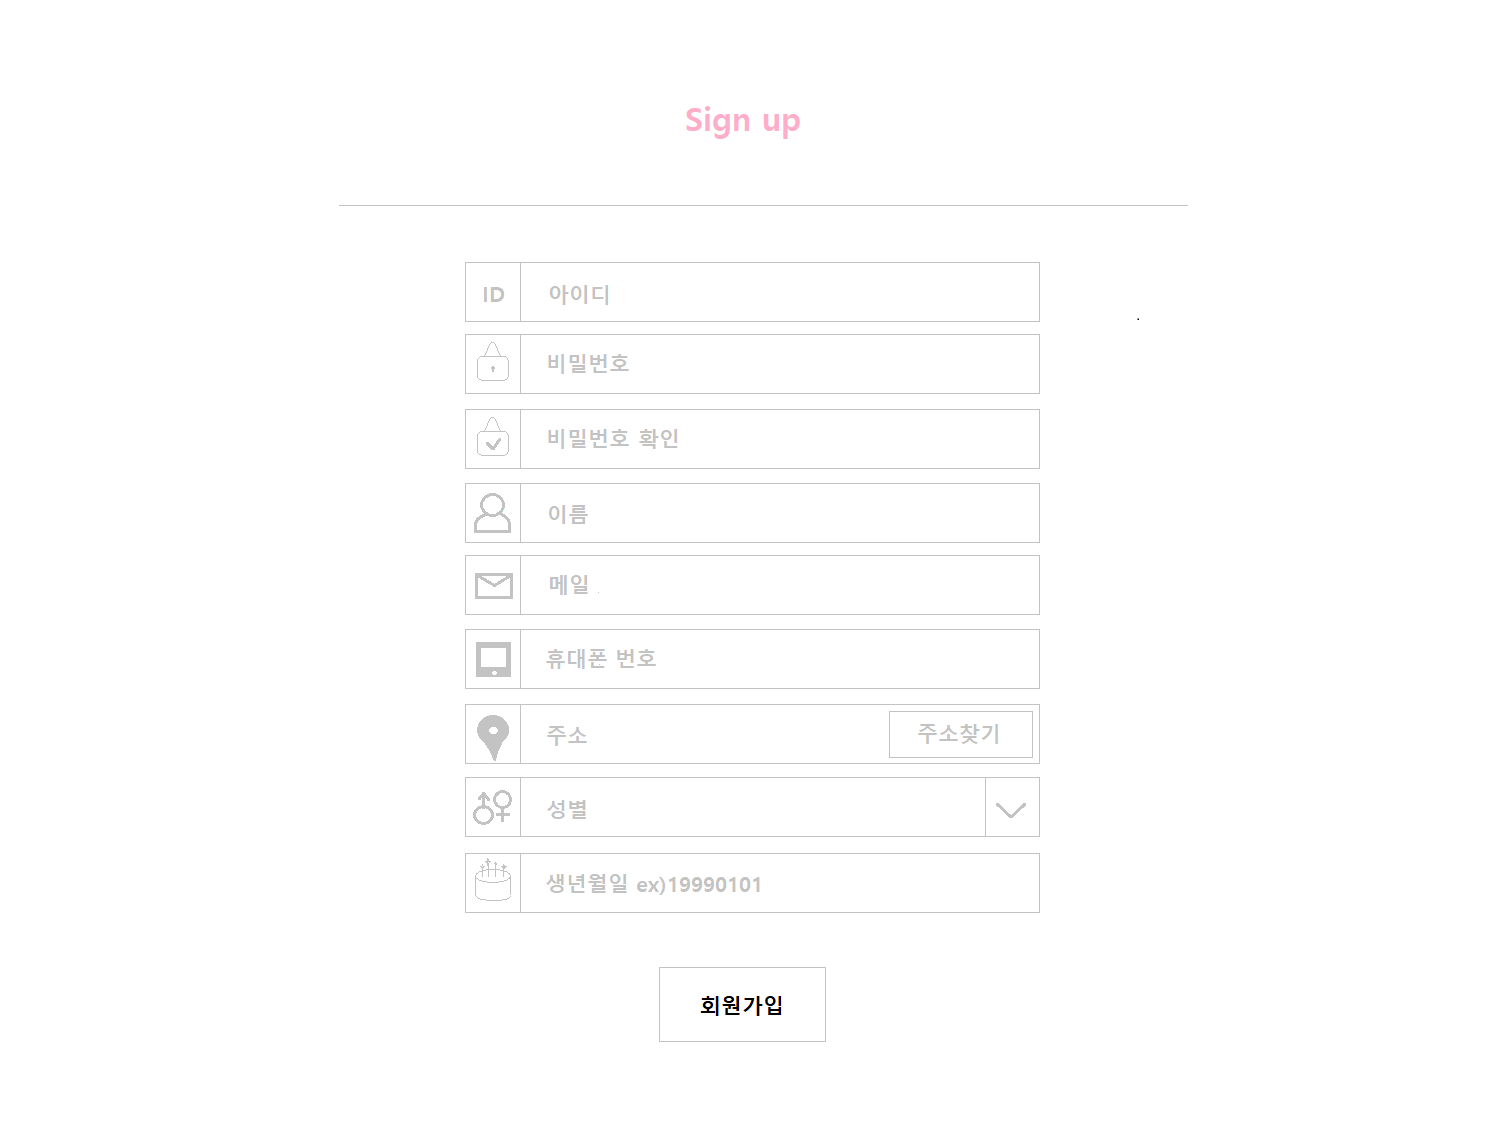 Sign up
ID 아이디
비밀번호
비밀번호 확인
이름
메일
휴대폰 번호
주소 주소찾기
성별
생년월일 ex)19990101
회원가입